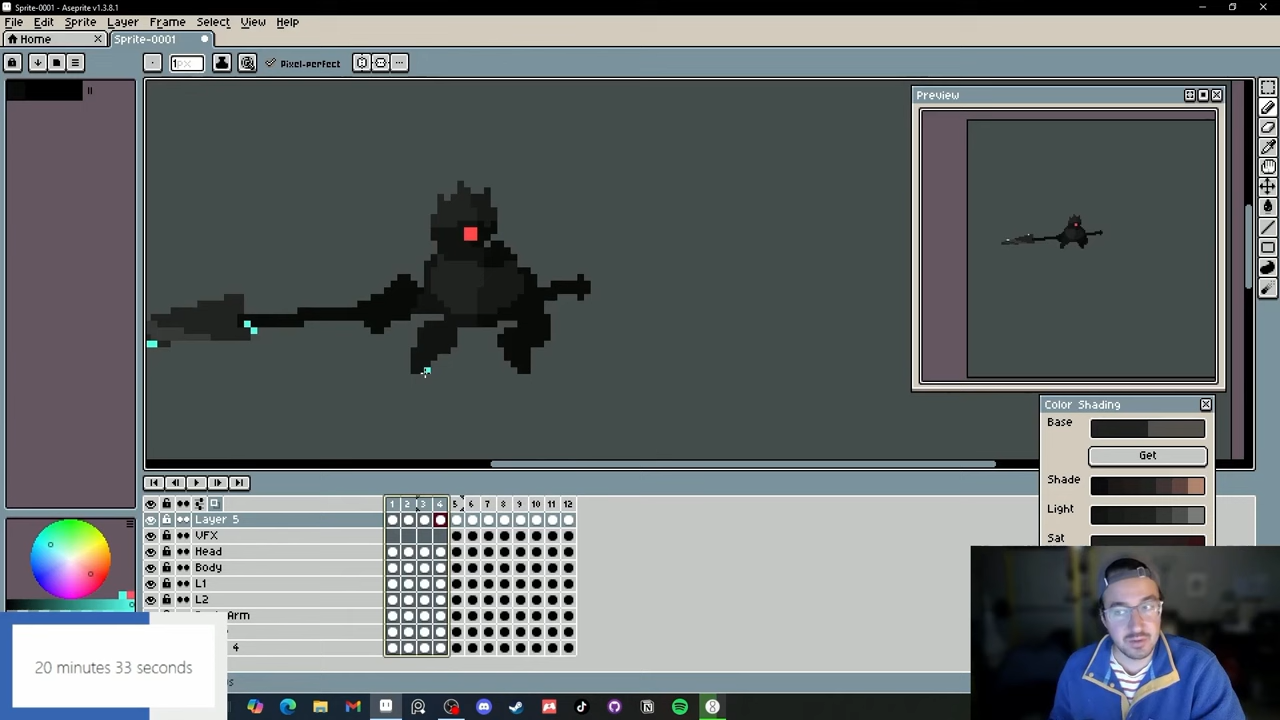 Sprite-0001 - Aseprite v1.3.8.1
File Edit Sprite Layer Frame Select View Help
Home
Sprite-0001
1px
Pixel-perfect
Preview
Color Shading
Base
Get
Shade
Light
Sat
1 2 3 4 5 6 7 8 9 10 11 12
Layer 5
VFX
Head
Body
L1
L2
Arm
4
20 minutes 33 seconds